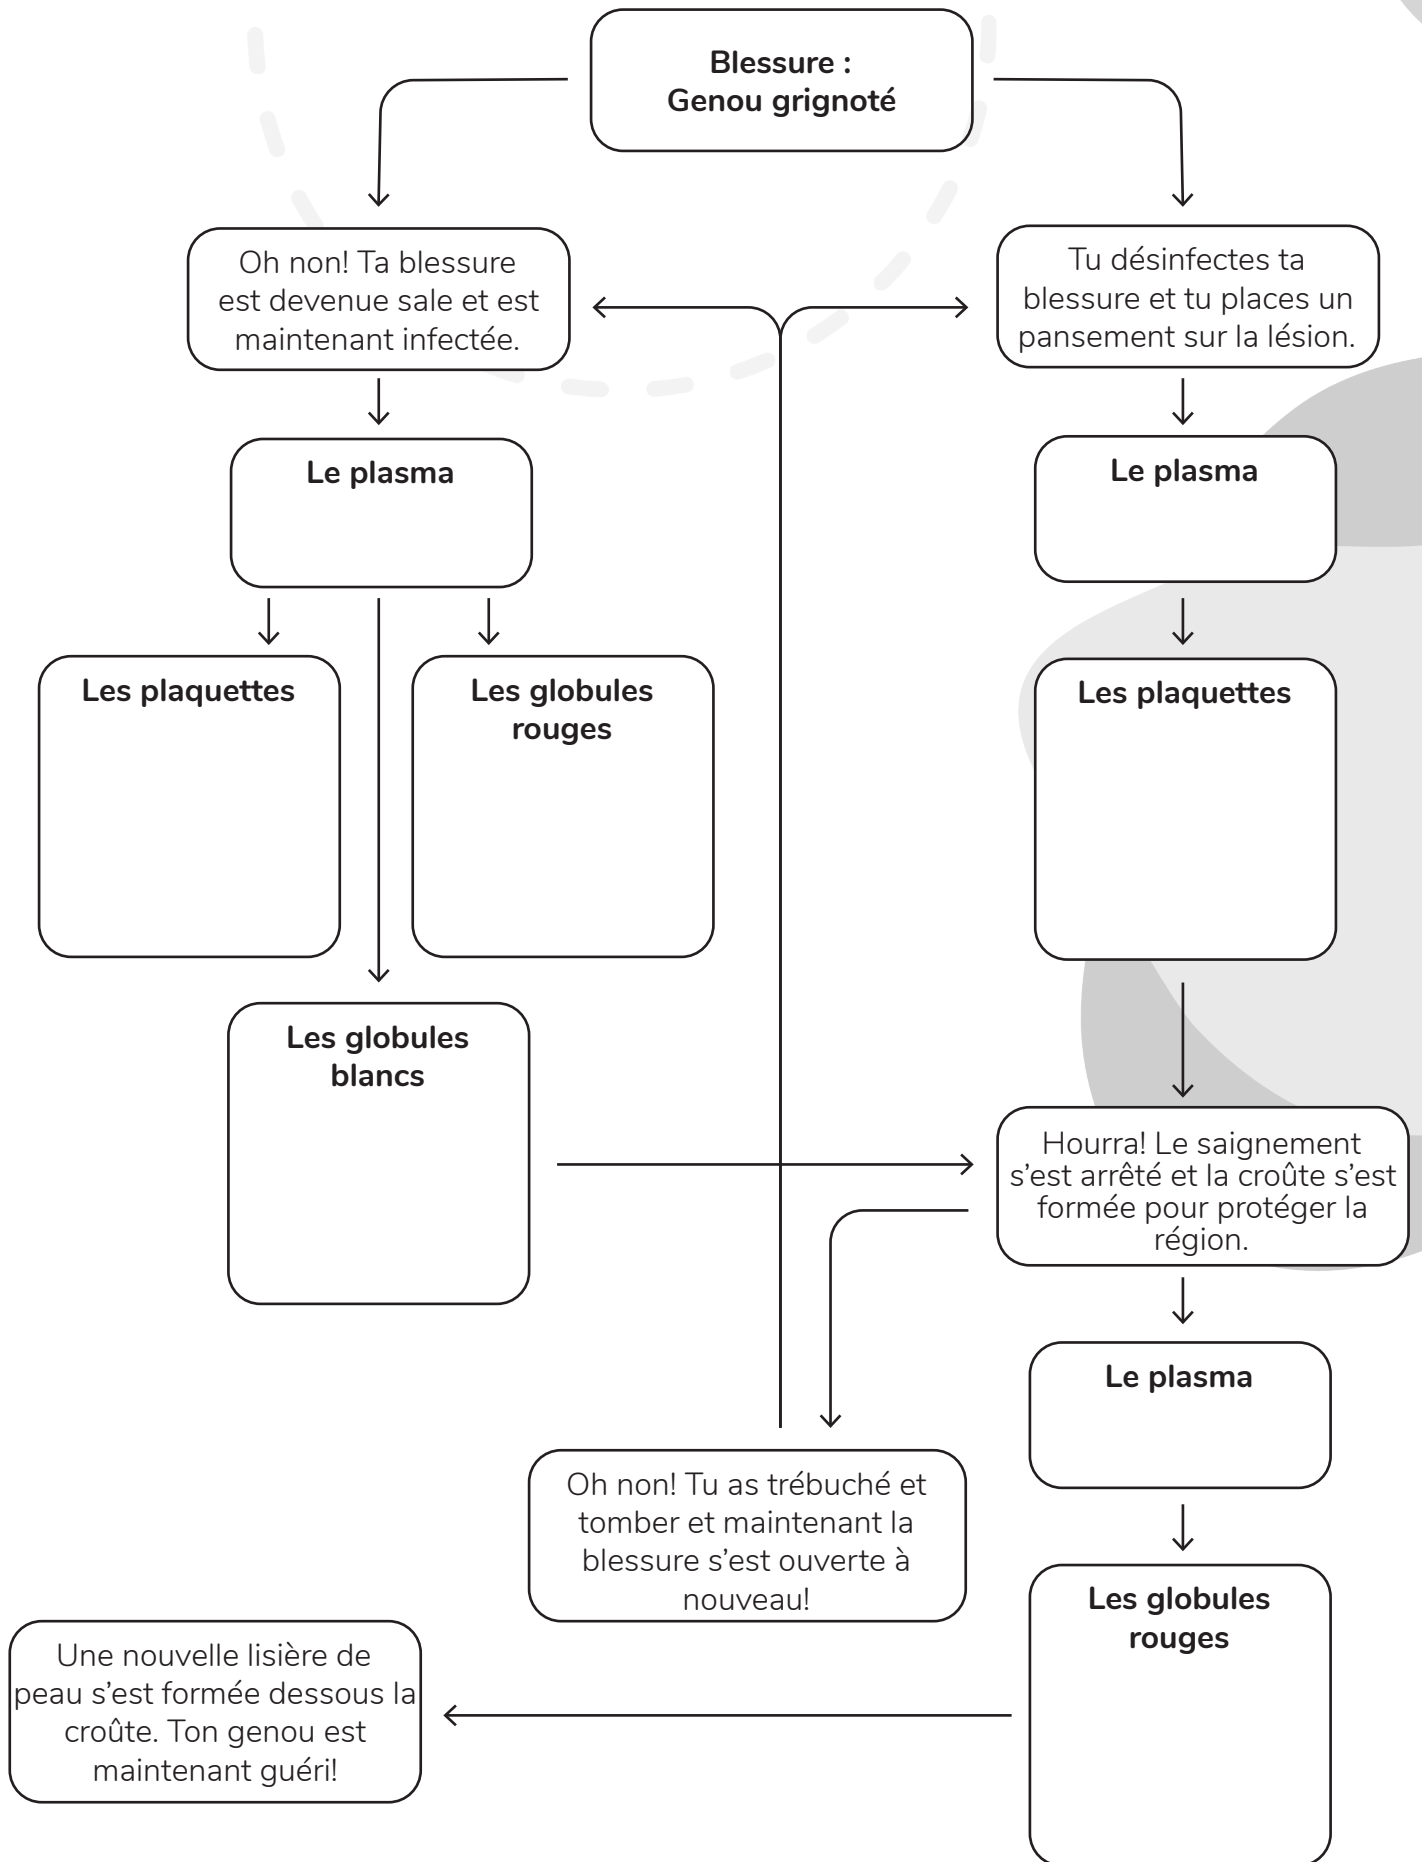 Blessure :
Genou grignoté
Oh non! Ta blessure
est devenue sale et est
maintenant infectée.
Tu désinfectes ta
blessure et tu places un
pansement sur la lésion.
Le plasma
Le plasma
Les plaquettes
Les globules
rouges
Les plaquettes
Les globules
blancs
Hourra! Le saignement
s'est arrêté et la croûte s'est
formée pour protéger la
région.
Le plasma
Oh non! Tu as trébuché et
tomber et maintenant la
blessure s'est ouverte à
nouveau!
Les globules
rouges
Une nouvelle lisière de
peau s'est formée dessous la
croûte. Ton genou est
maintenant guéri!